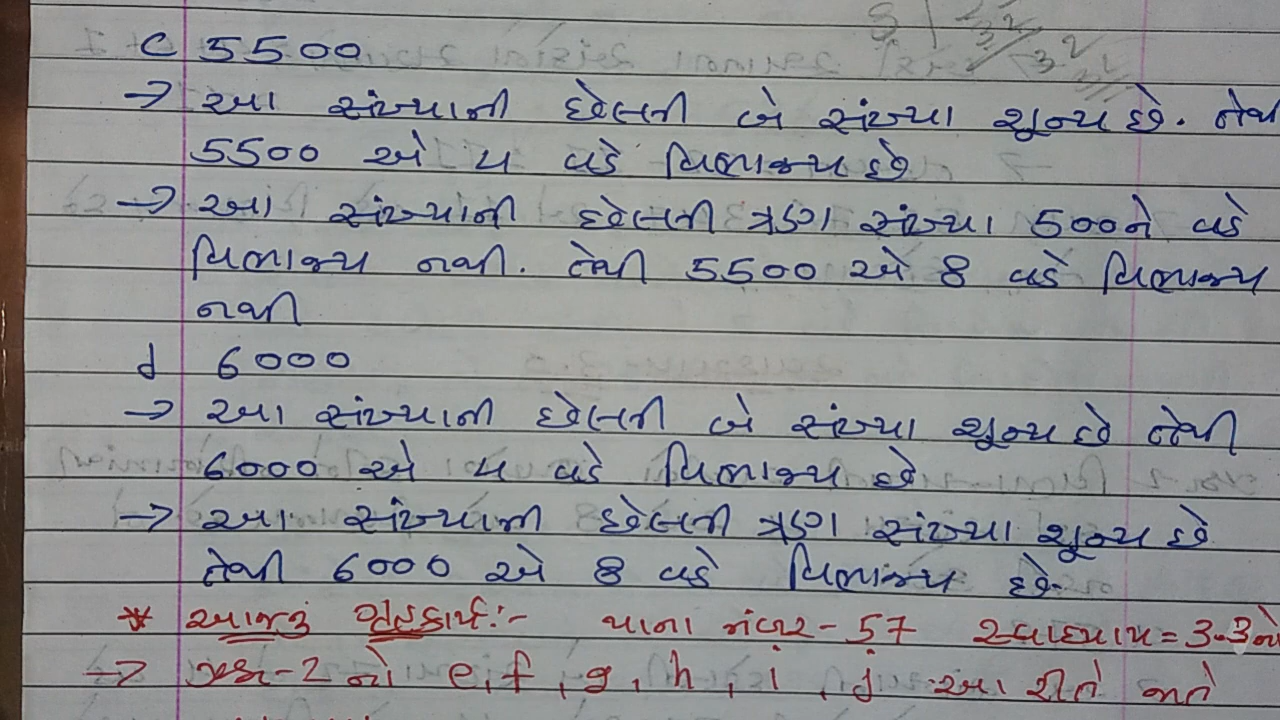 c 5500
→ આ સંખ્યાની છેલ્લી બે સંખ્યા શૂન્ય છે. તેથી
5500 એ 4 વડે વિભાજ્ય છે
→ આ સંખ્યાની છેલ્લી ત્રણ સંખ્યા 500ને વડે
વિભાજ્ય નથી. તેથી 5500 એ 8 વડે વિભાજ્ય
નથી
d 6000
→ આ સંખ્યાની છેલ્લી બે સંખ્યા શૂન્ય છે તેથી
6000 એ 4 વડે વિભાજ્ય છે
→ આ સંખ્યાની છેલ્લી ત્રણ સંખ્યા શૂન્ય છે
તેથી 6000 એ 8 વડે વિભાજ્ય છે.
* આજનું ગૃહકાર્ય:- પાના નંબર - 57 સ્વાધ્યાય = 3.3નો
→ પ્રશ્ન-2 નો e, f, g, h, i, j આ રીતે જાતે